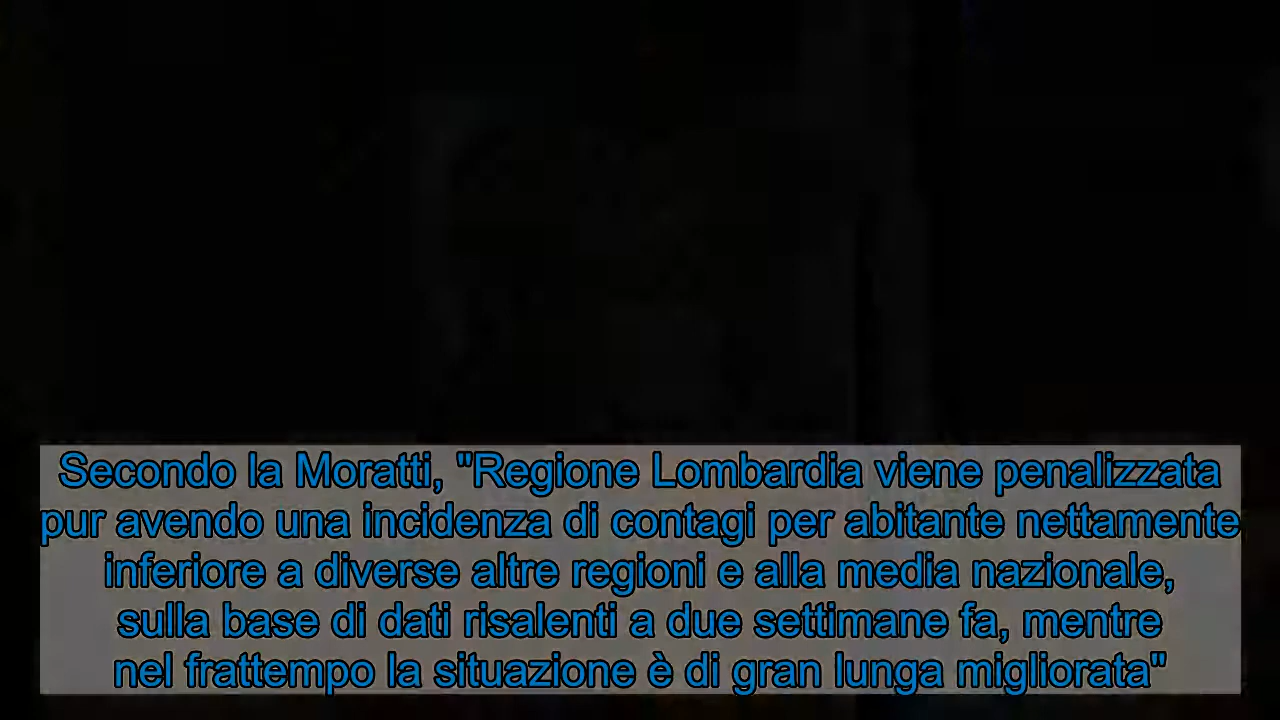 Secondo la Moratti, "Regione Lombardia viene penalizzata
pur avendo una incidenza di contagi per abitante nettamente
inferiore a diverse altre regioni e alla media nazionale,
sulla base di dati risalenti a due settimane fa, mentre
nel frattempo la situazione è di gran lunga migliorata"